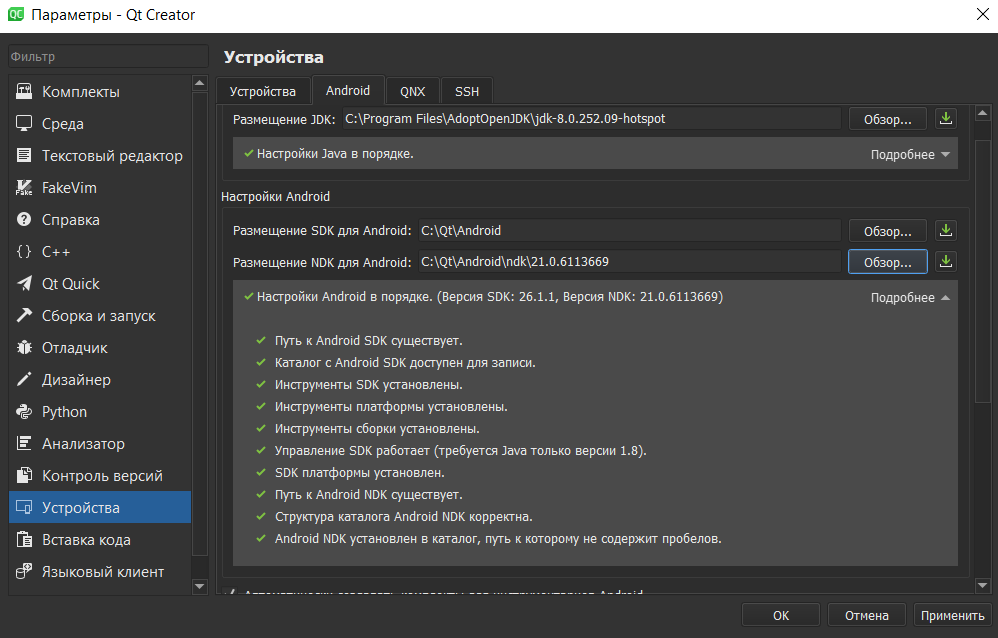 QC Параметры - Qt Creator
Фильтр
Комплекты
Среда
Текстовый редактор
FakeVim
Справка
C++
Qt Quick
Сборка и запуск
Отладчик
Дизайнер
Python
Анализатор
Контроль версий
Устройства
Вставка кода
Языковый клиент
Устройства
Устройства Android QNX SSH
Размещение JDK: C:\Program Files\AdoptOpenJDK\jdk-8.0.252.09-hotspot Обзор...
Настройки Java в порядке. Подробнее
Настройки Android
Размещение SDK для Android: C:\Qt\Android Обзор...
Размещение NDK для Android: C:\Qt\Android\ndk\21.0.6113669 Обзор...
Настройки Android в порядке. (Версия SDK: 26.1.1, Версия NDK: 21.0.6113669) Подробнее
Путь к Android SDK существует.
Каталог с Android SDK доступен для записи.
Инструменты SDK установлены.
Инструменты платформы установлены.
Инструменты сборки установлены.
Управление SDK работает (требуется Java только версии 1.8).
SDK платформы установлен.
Путь к Android NDK существует.
Структура каталога Android NDK корректна.
Android NDK установлен в каталог, путь к которому не содержит пробелов.
Автоматически создавать комплекты для инструментариев Android
OK Отмена Применить